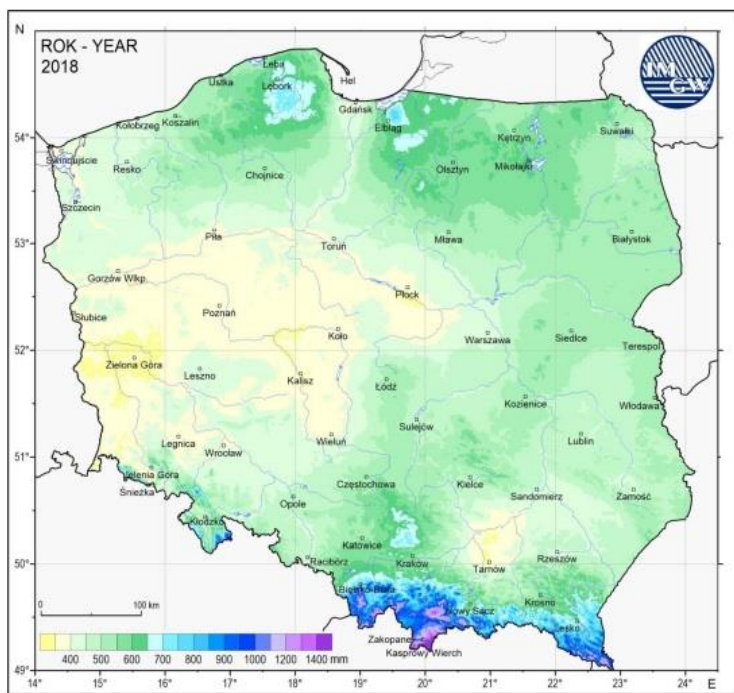 N
ROK - YEAR
2018
IM
GW
Łeba
Ustka
Lębork
Hel
Gdańsk
Kołobrzeg
Koszalin
Elbląg
54°
Kętrzyn
Suwałki
Świnoujście
Resko
Chojnice
Olsztyn
Mikołajki
Szczecin
53°
Piła
Toruń
Mława
Białystok
Gorzów Wlkp.
Płock
Słubice
Poznań
Koło
Warszawa
Siedlce
Terespol
52°
Zielona Góra
Leszno
Kalisz
Łódź
Kozienice
Włodawa
Sulejów
Legnica
Wrocław
Wieluń
Lublin
51°
Jelenia Góra
Śnieżka
Opole
Częstochowa
Kielce
Sandomierz
Zamość
Kłodzko
50°
Racibórz
Katowice
Kraków
Tarnów
Rzeszów
Bielsko-Biała
Nowy Sącz
Krosno
Lesko
0 100 km
Zakopane
Kasprowy Wierch
400 500 600 700 800 900 1000 1200 1400 mm
49°
14° 15° 16° 17° 18° 19° 20° 21° 22° 23° 24° E